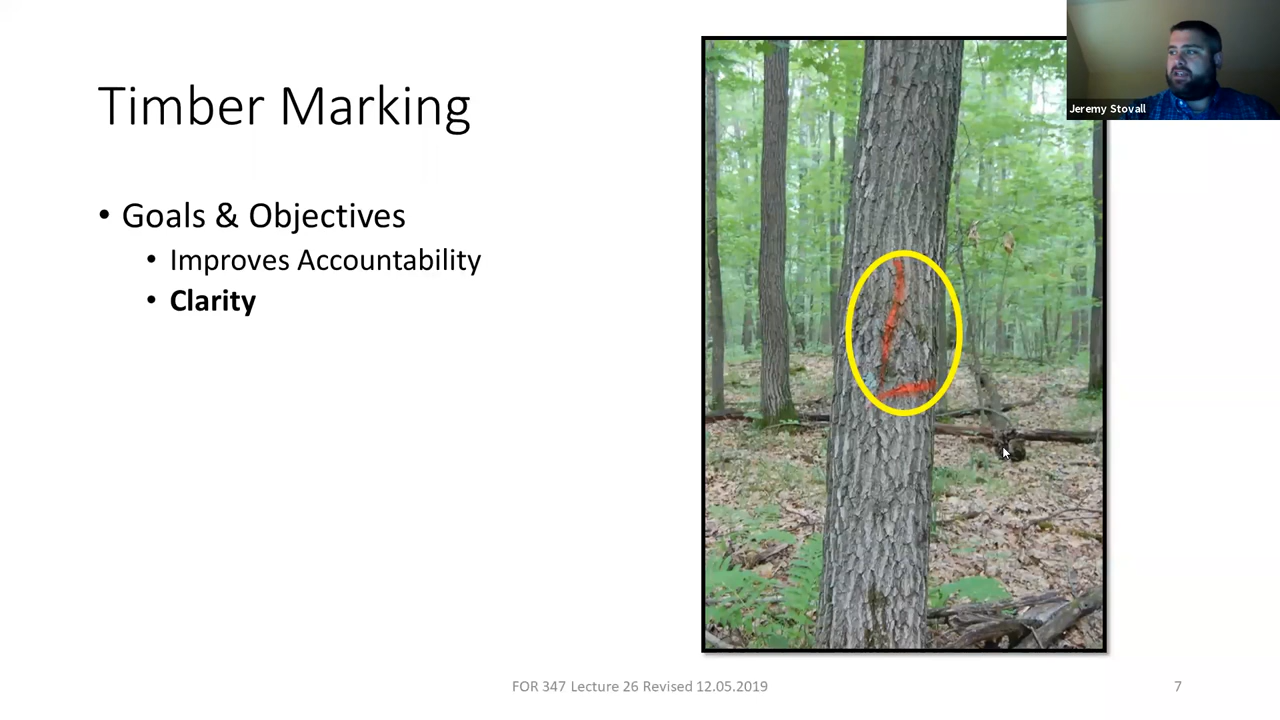 Timber Marking
• Goals & Objectives
• Improves Accountability
• Clarity
Jeremy Stovall
FOR 347 Lecture 26 Revised 12.05.2019
7